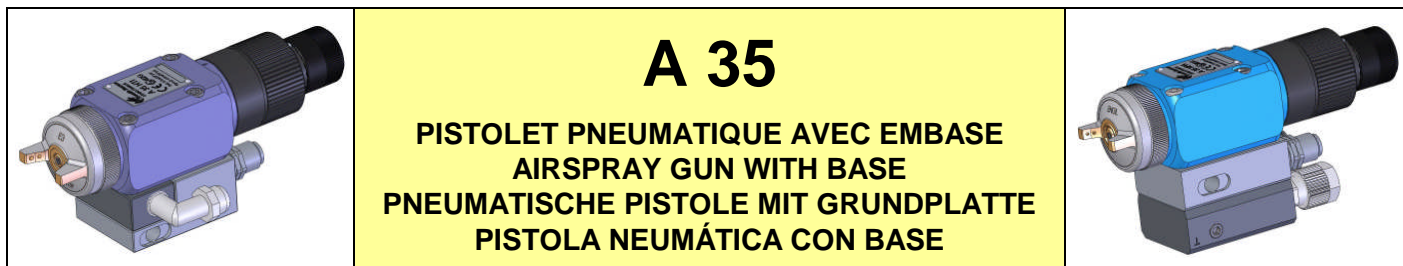 A 35
PISTOLET PNEUMATIQUE AVEC EMBASE
AIRSPRAY GUN WITH BASE
PNEUMATISCHE PISTOLE MIT GRUNDPLATTE
PISTOLA NEUMÁTICA CON BASE